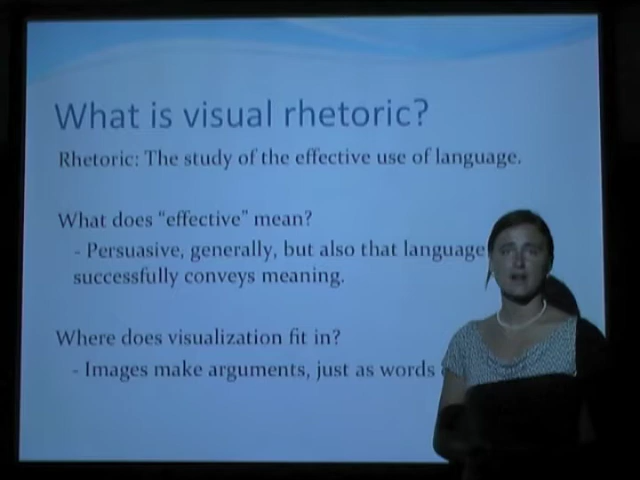 What is visual rhetoric?
Rhetoric: The study of the effective use of language.
What does “effective” mean?
- Persuasive, generally, but also that language
successfully conveys meaning.
Where does visualization fit in?
- Images make arguments, just as words